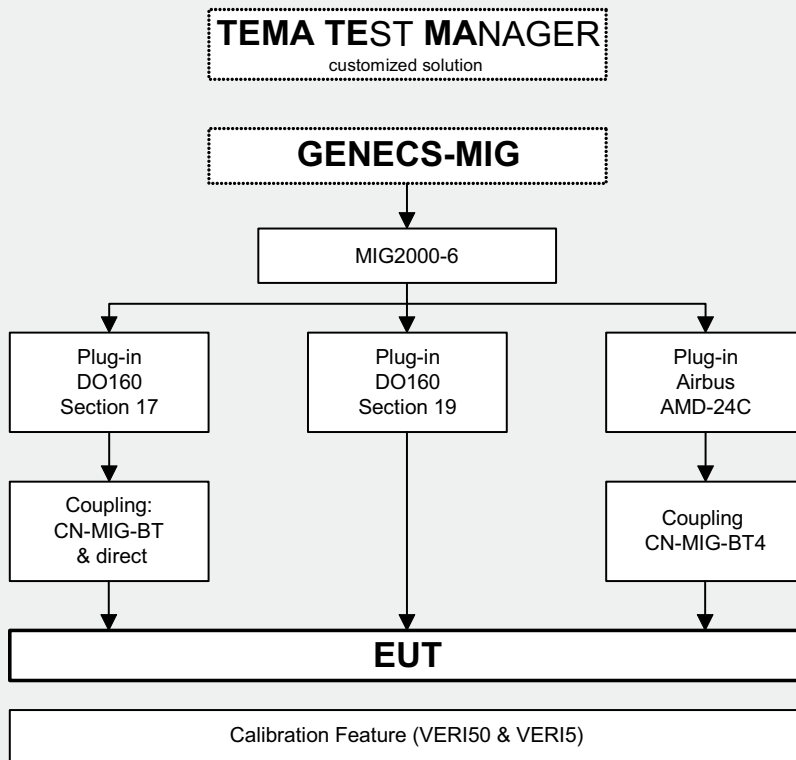 TEMA TEST MANAGER
customized solution
GENECS-MIG
MIG2000-6
Plug-in
DO160
Section 17
Plug-in
DO160
Section 19
Plug-in
Airbus
AMD-24C
Coupling:
CN-MIG-BT
& direct
Coupling
CN-MIG-BT4
EUT
Calibration Feature (VERI50 & VERI5)